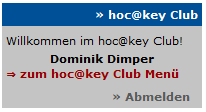 » hoc@key Club
Willkommen im hoc@key Club!
Dominik Dimper
⇒ zum hoc@key Club Menü
» Abmelden